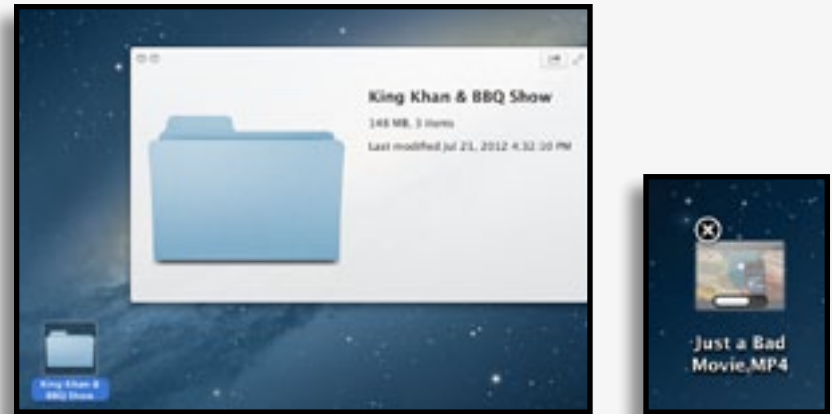 King Khan & BBQ Show
148 MB, 3 items
Last modified Jul 21, 2012 4:32:10 PM
King Khan &
BBQ Show
Just a Bad
Movie.MP4